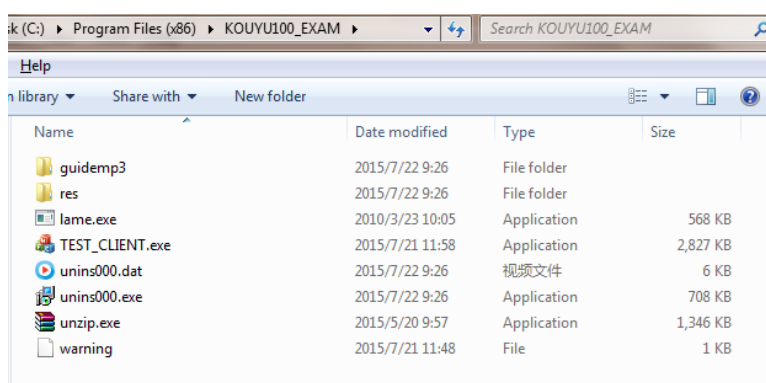 sk (C:) ▸ Program Files (x86) ▸ KOUYU100_EXAM ▸ Search KOUYU100_EXAM
Help
library Share with New folder
Name Date modified Type Size
guidemp3 2015/7/22 9:26 File folder
res 2015/7/22 9:26 File folder
lame.exe 2010/3/23 10:05 Application 568 KB
TEST_CLIENT.exe 2015/7/21 11:58 Application 2,827 KB
unins000.dat 2015/7/22 9:26 视频文件 6 KB
unins000.exe 2015/7/22 9:26 Application 708 KB
unzip.exe 2015/5/20 9:57 Application 1,346 KB
warning 2015/7/21 11:48 File 1 KB